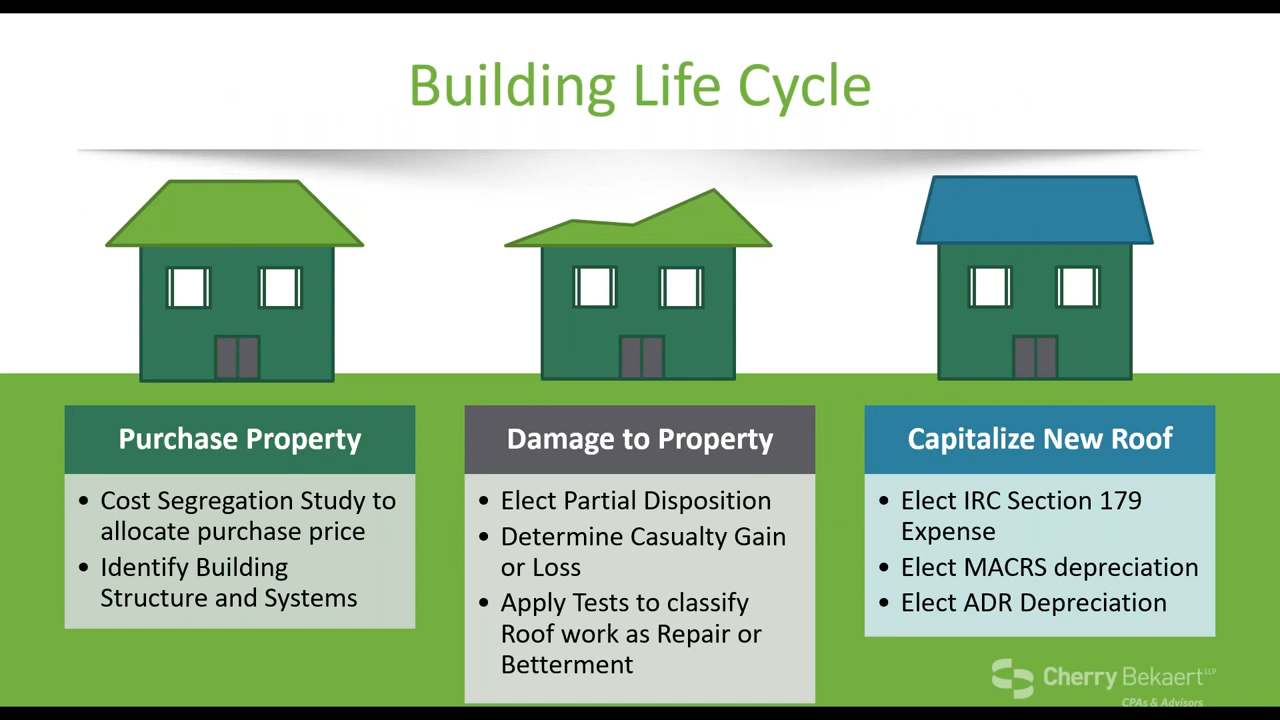 Building Life Cycle
Purchase Property
• Cost Segregation Study to
allocate purchase price
• Identify Building
Structure and Systems
Damage to Property
• Elect Partial Disposition
• Determine Casualty Gain
or Loss
• Apply Tests to classify
Roof work as Repair or
Betterment
Capitalize New Roof
• Elect IRC Section 179
Expense
• Elect MACRS depreciation
• Elect ADR Depreciation
Cherry Bekaert LLP
CPAs & Advisors